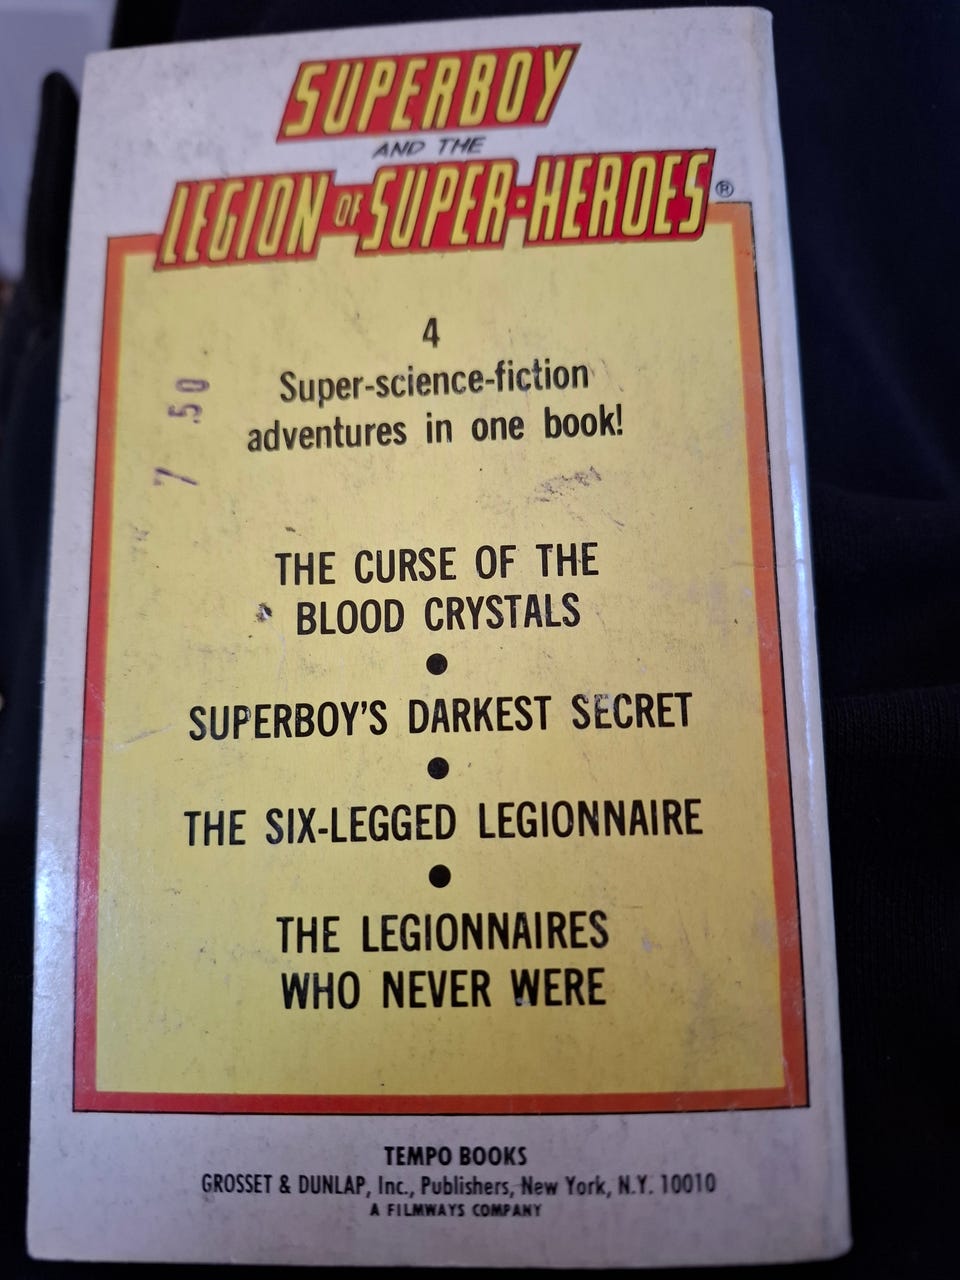 SUPERBOY
AND THE
LEGION OF SUPER-HEROES®
4
Super-science-fiction
adventures in one book!
7 .50
THE CURSE OF THE
BLOOD CRYSTALS
●
SUPERBOY'S DARKEST SECRET
●
THE SIX-LEGGED LEGIONNAIRE
●
THE LEGIONNAIRES
WHO NEVER WERE
TEMPO BOOKS
GROSSET & DUNLAP, Inc., Publishers, New York, N.Y. 10010
A FILMWAYS COMPANY